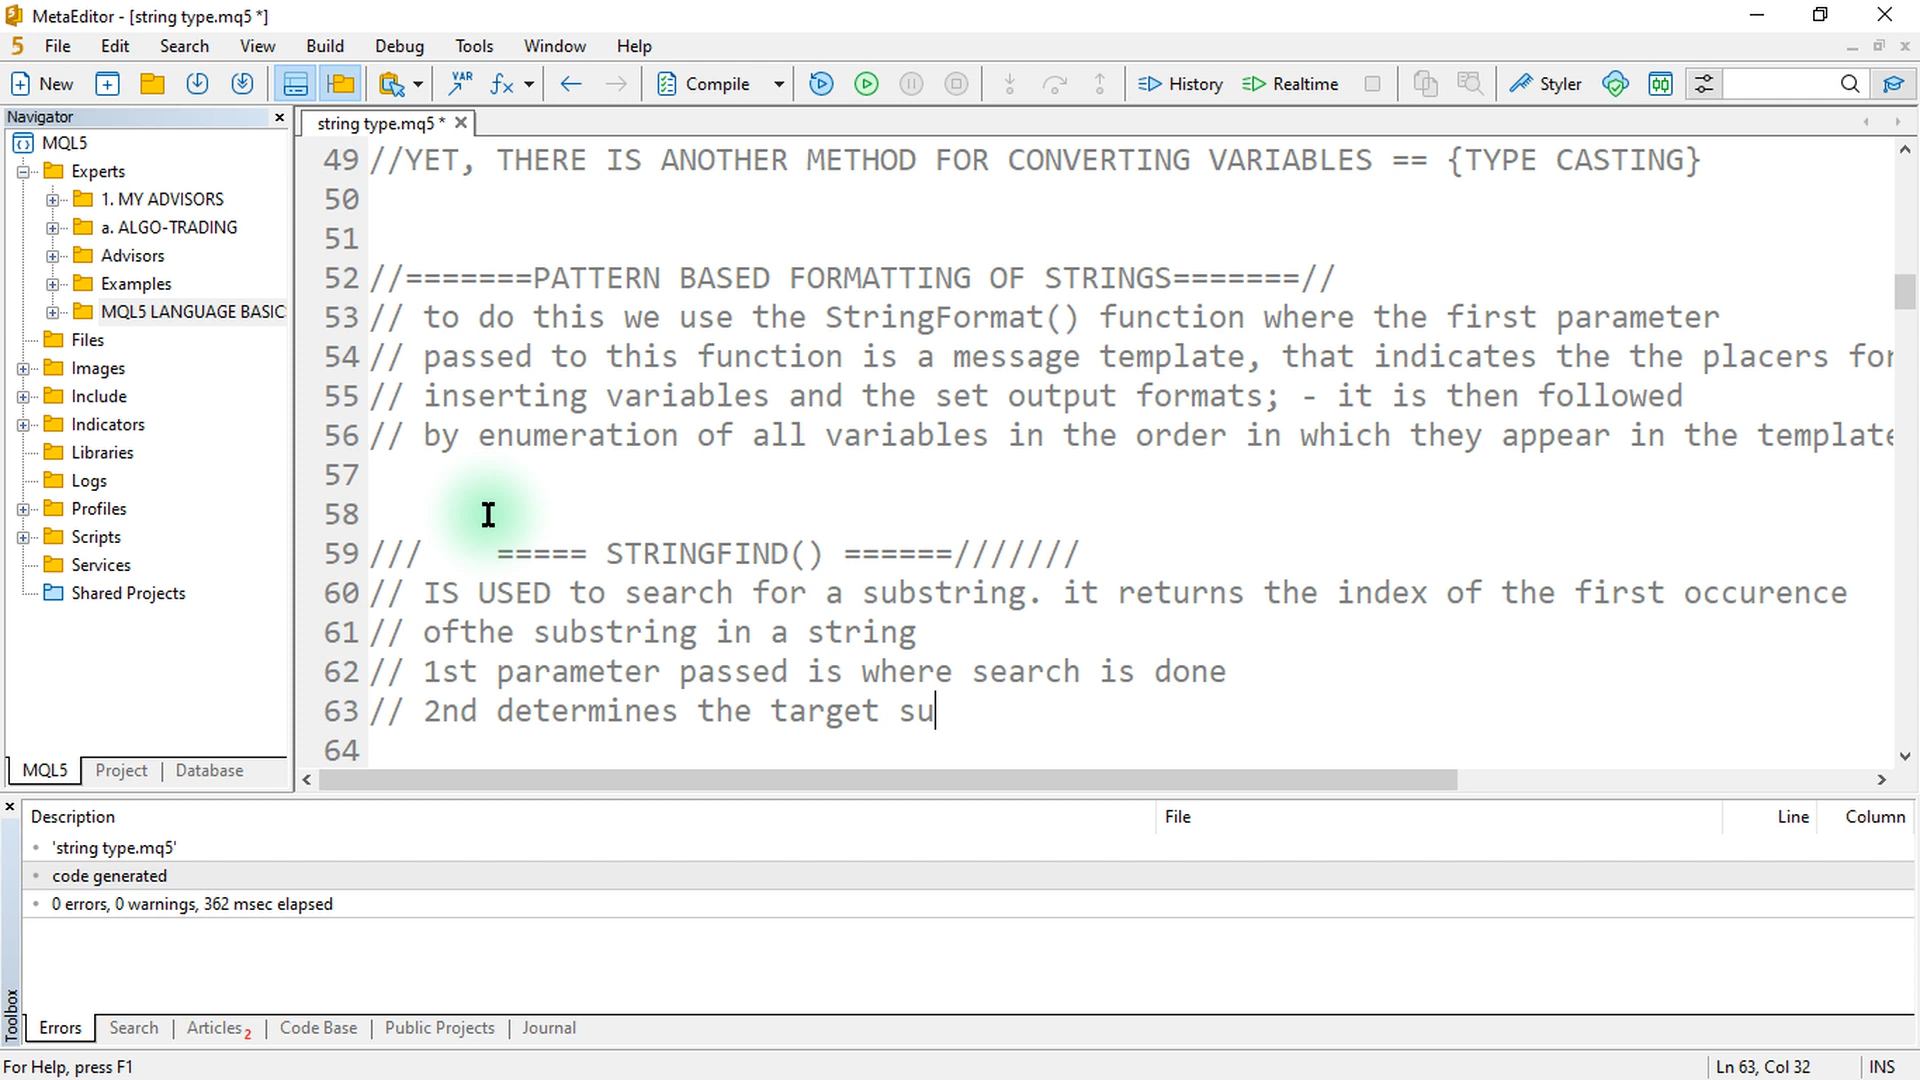 MetaEditor - [string type.mq5 *]
5 File Edit Search View Build Debug Tools Window Help
New VAR Compile History Realtime Styler
Navigator
string type.mq5 *
MQL5
Experts
1. MY ADVISORS
a. ALGO-TRADING
Advisors
Examples
MQL5 LANGUAGE BASIC
Files
Images
Include
Indicators
Libraries
Logs
Profiles
Scripts
Services
Shared Projects
MQL5 Project Database
49 //YET, THERE IS ANOTHER METHOD FOR CONVERTING VARIABLES == {TYPE CASTING}
50
51
52 //=======PATTERN BASED FORMATTING OF STRINGS=======//
53 // to do this we use the StringFormat() function where the first parameter
54 // passed to this function is a message template, that indicates the the placers for
55 // inserting variables and the set output formats; - it is then followed
56 // by enumeration of all variables in the order in which they appear in the template
57
58
59 /// ===== STRINGFIND() ======///////
60 // IS USED to search for a substring. it returns the index of the first occurence
61 // ofthe substring in a string
62 // 1st parameter passed is where search is done
63 // 2nd determines the target su
64
Description File Line Column
'string type.mq5'
code generated
0 errors, 0 warnings, 362 msec elapsed
Toolbox
Errors Search Articles 2 Code Base Public Projects Journal
For Help, press F1 Ln 63, Col 32 INS